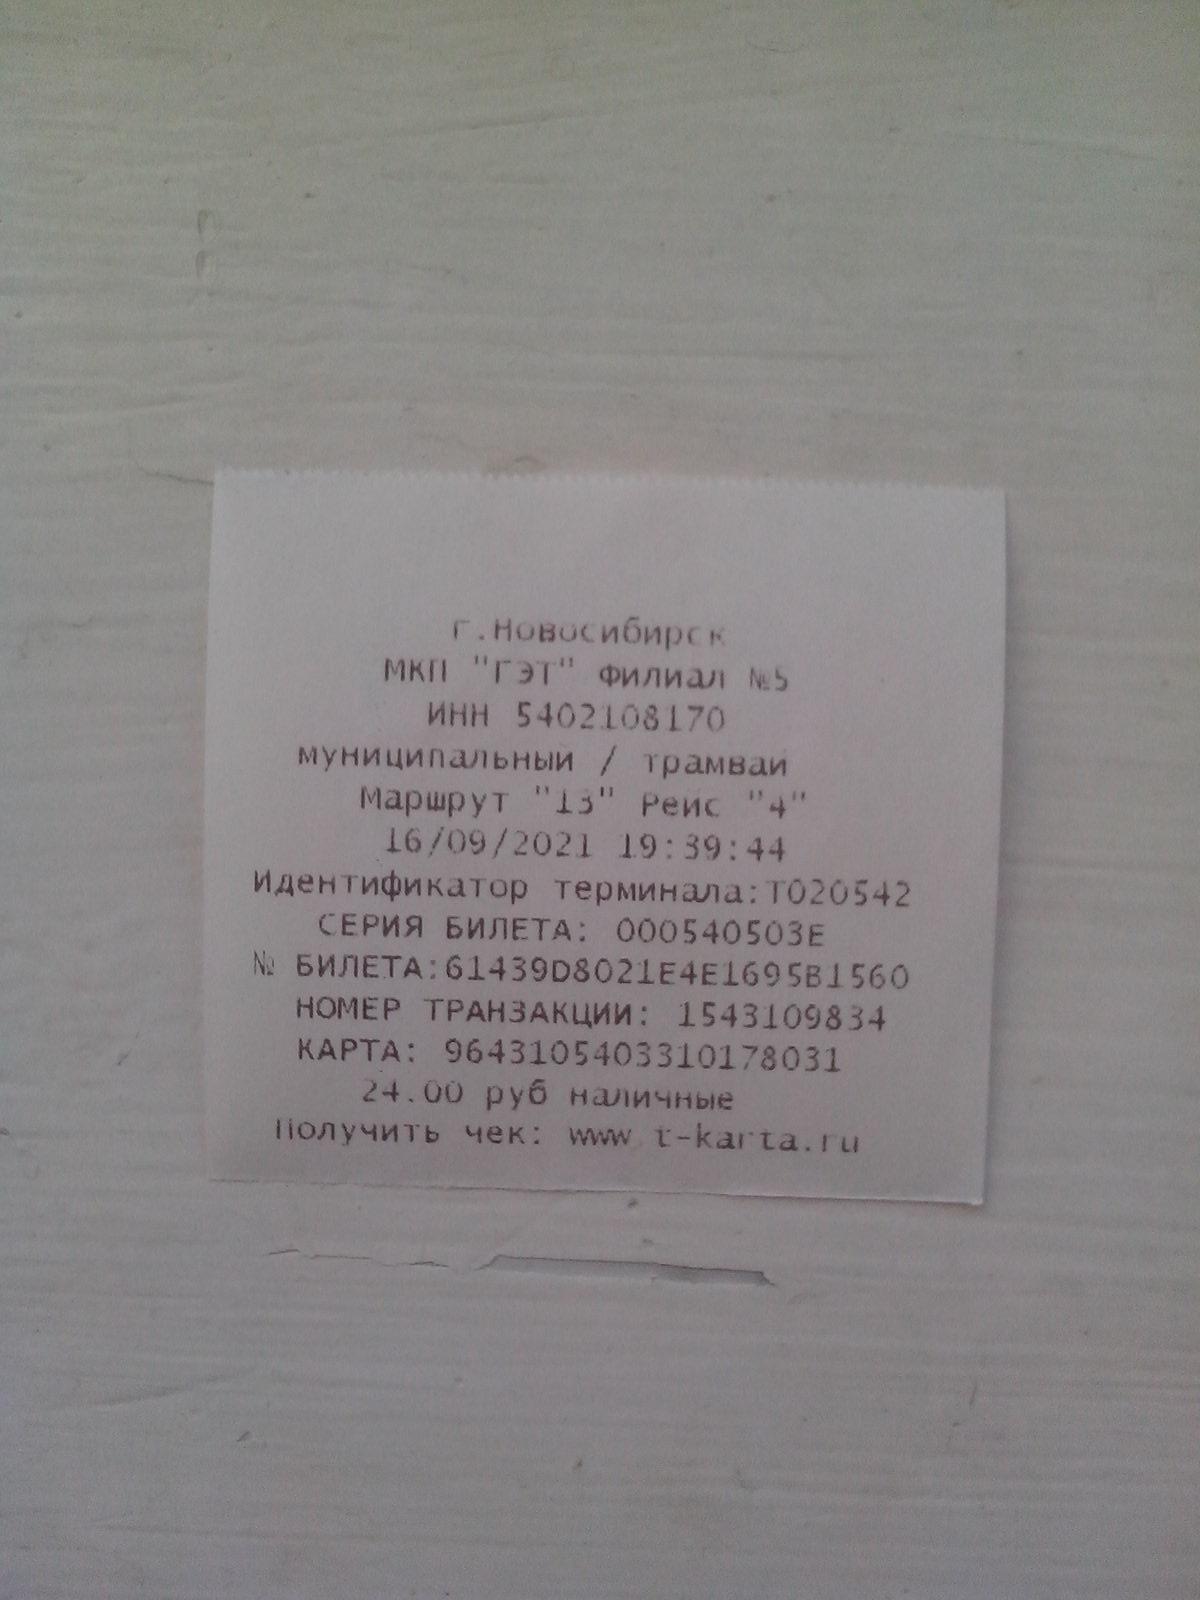 г.Новосибирск
МКП "ГЭТ" Филиал №5
ИНН 5402108170
муниципальный / трамвай
Маршрут "13" Рейс "4"
16/09/2021 19:39:44
Идентификатор терминала:T020542
СЕРИЯ БИЛЕТА: 000540503E
№ БИЛЕТА:61439D8021E4E1695B1560
НОМЕР ТРАНЗАКЦИИ: 1543109834
КАРТА: 9643105403310178031
24.00 руб наличные
Получить чек: www.t-karta.ru